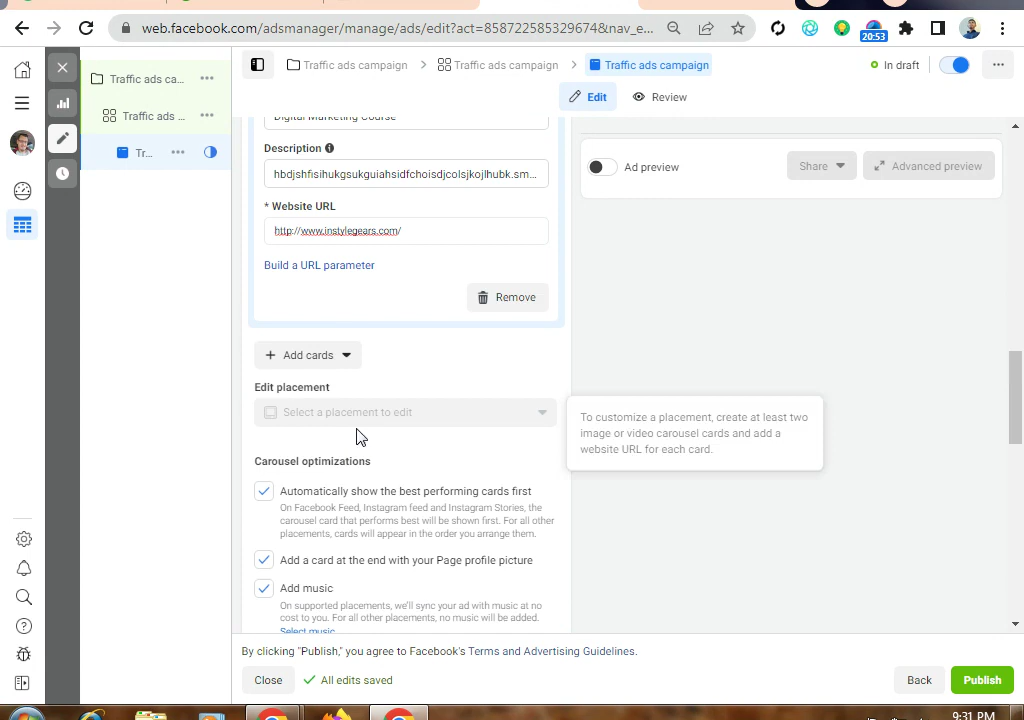 web.facebook.com/adsmanager/manage/ads/edit?act=858722585329674&nav_e...
20:53
Traffic ads ca...
Traffic ads ...
Tr...
Traffic ads campaign
Traffic ads campaign
Traffic ads campaign
In draft
Edit
Review
Digital Marketing Course
Description
hbdjshfisihukgsukguiahsidfchoisdjcolsjkojlhubk.sm...
* Website URL
http://www.instylegears.com/
Build a URL parameter
Remove
Add cards
Edit placement
Select a placement to edit
Carousel optimizations
Automatically show the best performing cards first
On Facebook Feed, Instagram feed and Instagram Stories, the
carousel card that performs best will be shown first. For all other
placements, cards will appear in the order you arrange them.
Add a card at the end with your Page profile picture
Add music
On supported placements, we'll sync your ad with music at no
cost to you. For all other placements, no music will be added.
Select music
Ad preview
Share
Advanced preview
To customize a placement, create at least two
image or video carousel cards and add a
website URL for each card.
By clicking "Publish," you agree to Facebook's Terms and Advertising Guidelines.
Close
All edits saved
Back
Publish
9:31 PM